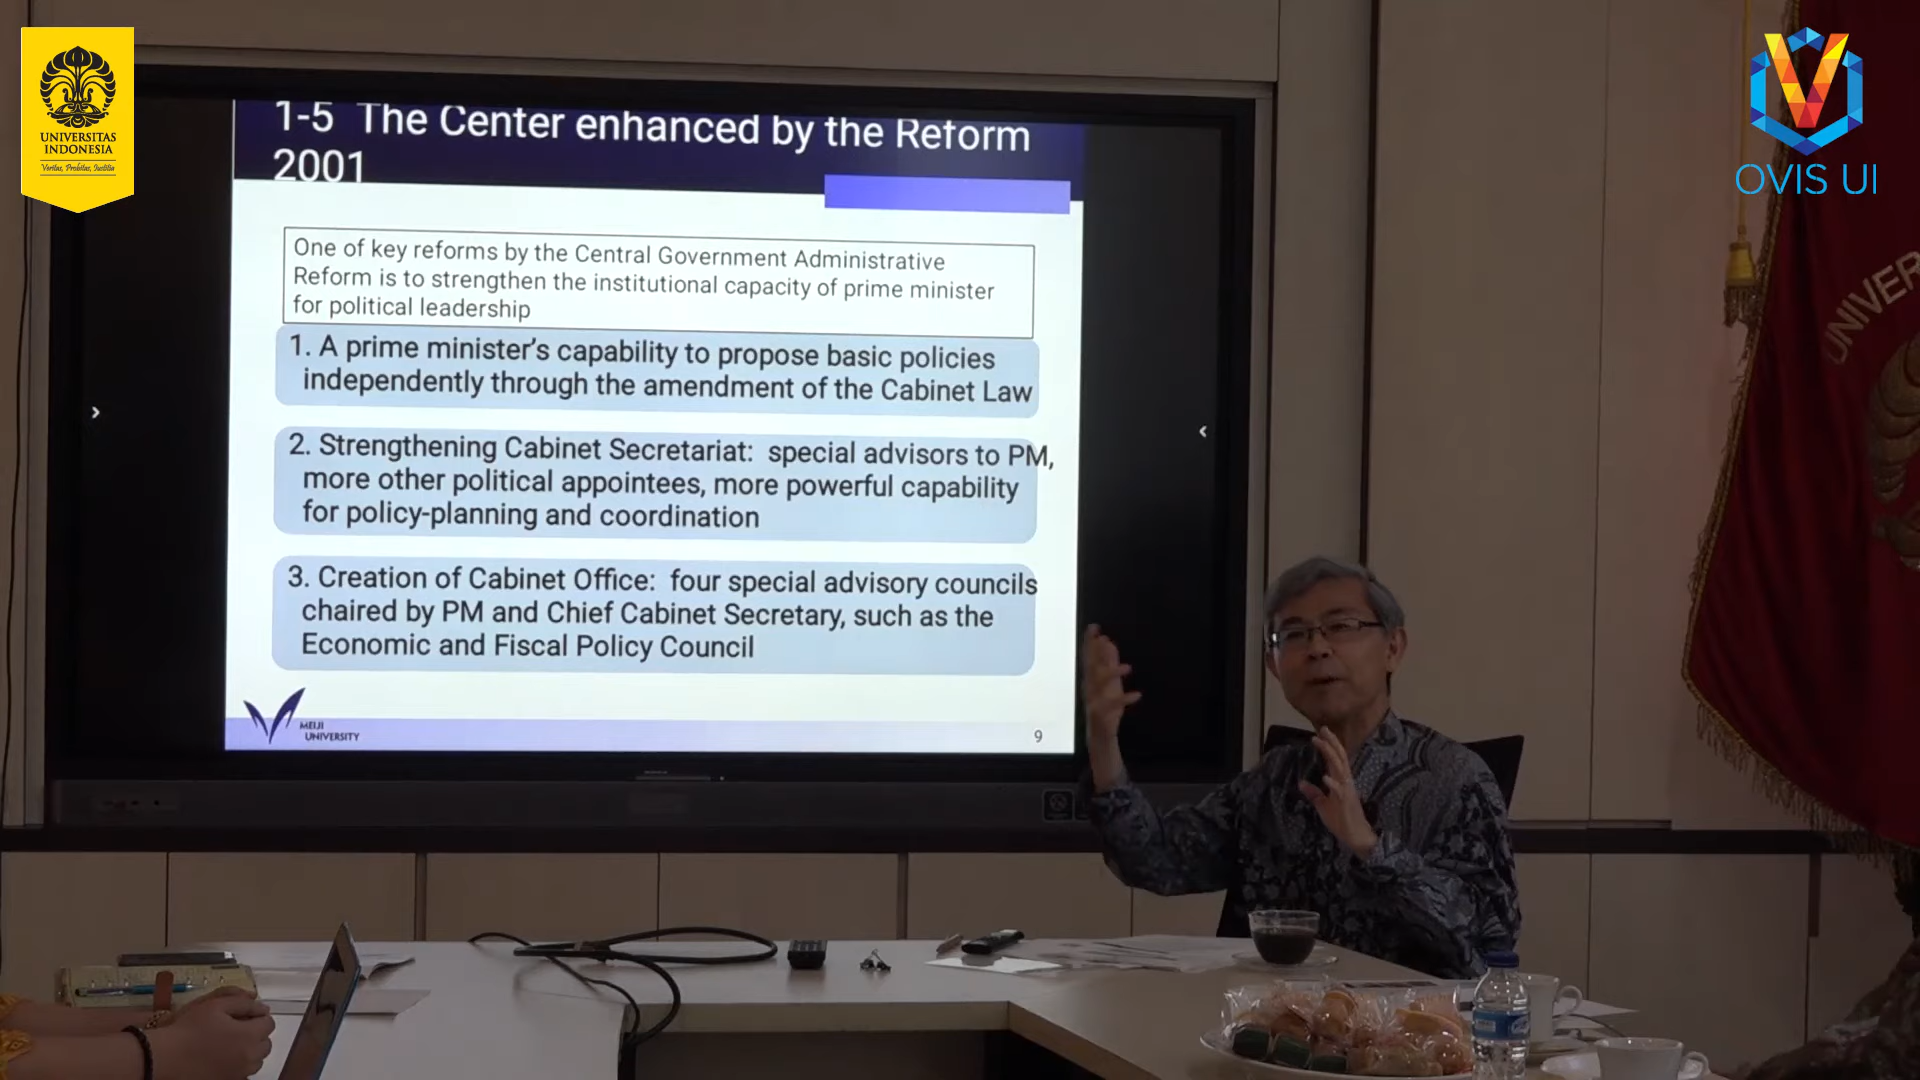 UNIVERSITAS
INDONESIA
Veritas, Probitas, Iustitia
OVIS UI
1-5 The Center enhanced by the Reform
2001
One of key reforms by the Central Government Administrative
Reform is to strengthen the institutional capacity of prime minister
for political leadership
1. A prime minister's capability to propose basic policies
independently through the amendment of the Cabinet Law
2. Strengthening Cabinet Secretariat: special advisors to PM,
more other political appointees, more powerful capability
for policy-planning and coordination
3. Creation of Cabinet Office: four special advisory councils
chaired by PM and Chief Cabinet Secretary, such as the
Economic and Fiscal Policy Council
MEIJI
UNIVERSITY
9
UNIVER